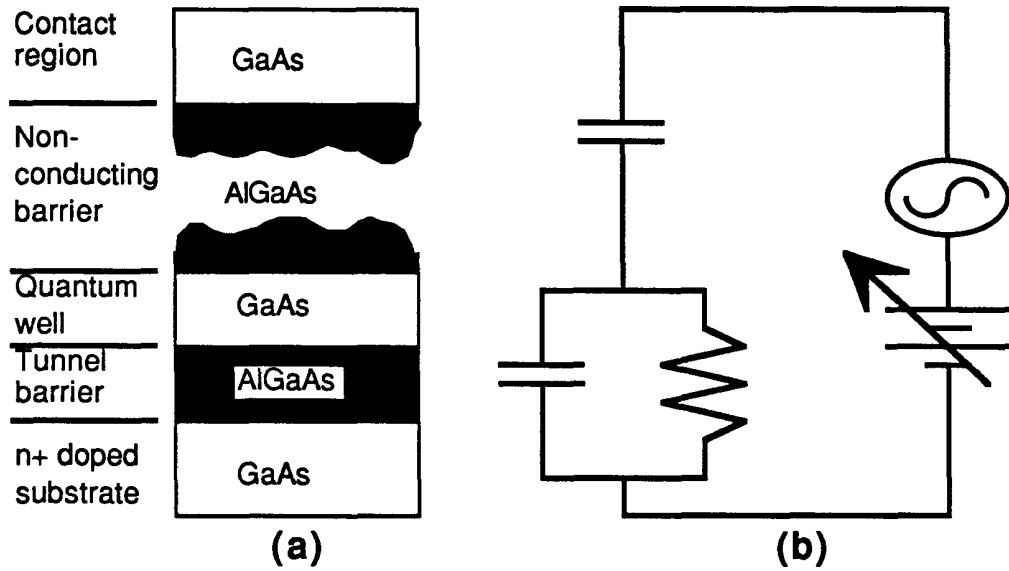 Contact
region
GaAs
Non-
conducting
barrier
AlGaAs
Quantum
well
GaAs
Tunnel
barrier
AlGaAs
n+ doped
substrate
GaAs
(a)
(b)